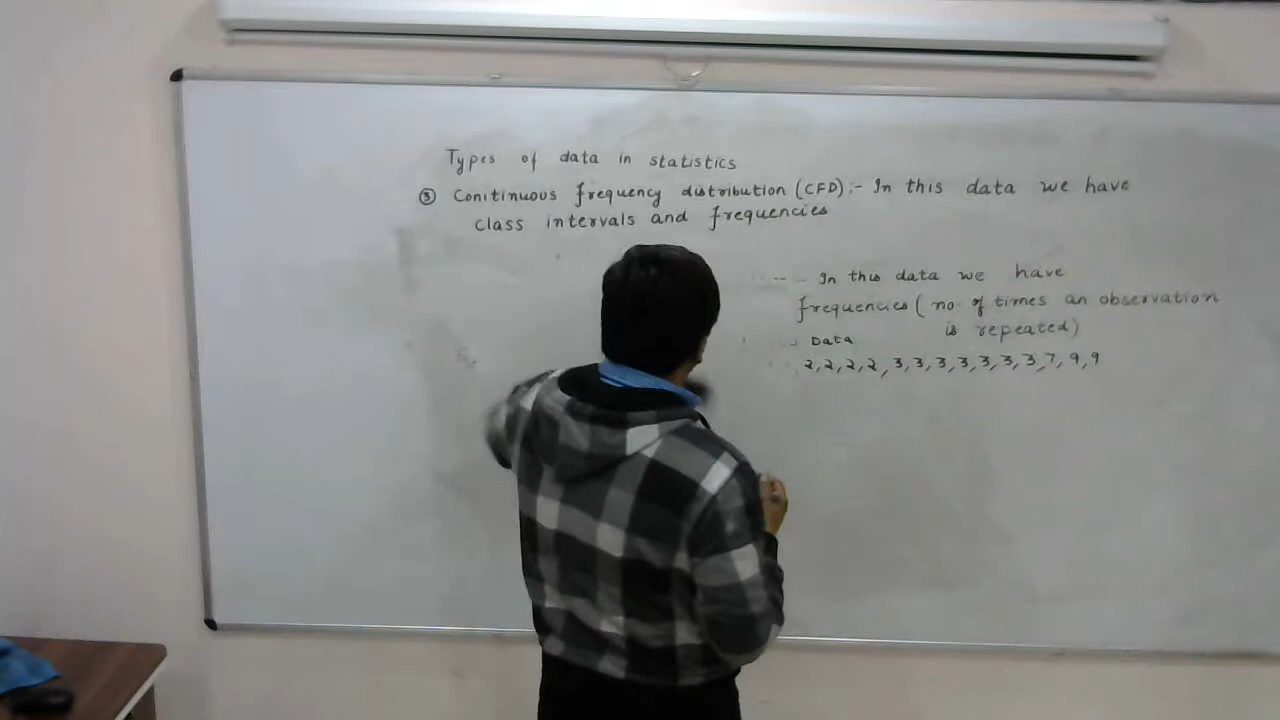 Types of data in statistics
③ Conitinuous frequency distribution (CFD):- In this data we have
class intervals and frequencies
In this data we have
frequencies ( no. of times an observation
is repeated)
Data
2,2,2,2,3,3,3,3,3,3,3,7,9,9